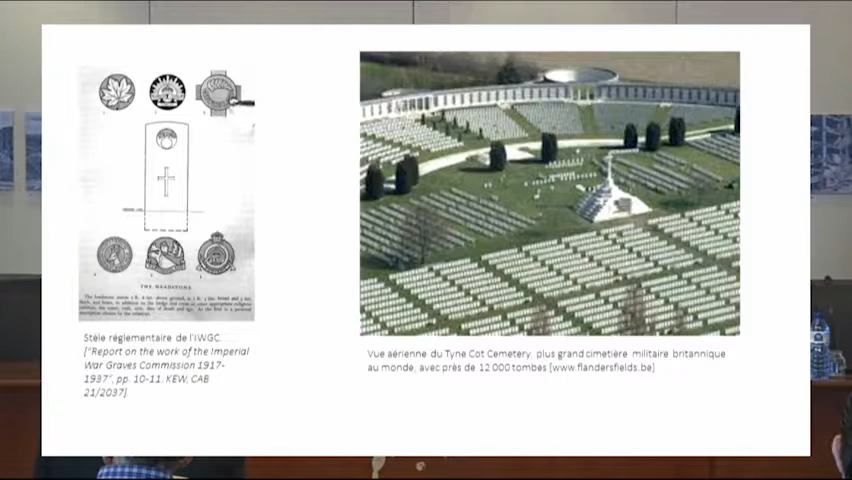 THE HEADSTONE
Stèle règlementaire de l'IWGC.
["Report on the work of the Imperial
War Graves Commission 1917-
1937", pp. 10-11. KEW, CAB
21/2037]
Vue aérienne du Tyne Cot Cemetery, plus grand cimetière militaire britannique
au monde, avec près de 12 000 tombes [www.flandersfields.be]